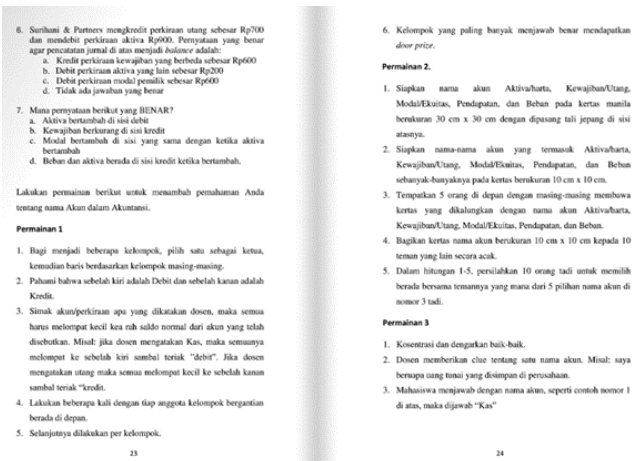 6. Surihani & Partners mengkredit perkiraan utang sebesar Rp700
dan mendebit perkiraan aktiva Rp900. Pernyataan yang benar
agar pencatatan jurnal di atas menjadi balance adalah:
a. Kredit perkiraan kewajiban yang berbeda sebesar Rp600
b. Debit perkiraan aktiva yang lain sebesar Rp200
c. Debit perkiraan modal pemilik sebesar Rp600
d. Tidak ada jawaban yang benar
7. Mana pernyataan berikut yang BENAR?
a. Aktiva bertambah di sisi debit
b. Kewajiban berkurang di sisi kredit
c. Modal bertambah di sisi yang sama dengan ketika aktiva
bertambah
d. Beban dan aktiva berada di sisi kredit ketika bertambah.
Lakukan permainan berikut untuk menambah pemahaman Anda
tentang nama Akun dalam Akuntansi.
Permainan 1
1. Bagi menjadi beberapa kelompok, pilih satu sebagai ketua,
kemudian baris berdasarkan kelompok masing-masing.
2. Pahami bahwa sebelah kiri adalah Debit dan sebelah kanan adalah
Kredit.
3. Simak akun/perkiraan apa yang dikatakan dosen, maka semua
harus melompat kecil kea rah saldo normal dari akun yang telah
disebutkan. Misal: jika dosen mengatakan Kas, maka semuanya
melompat ke sebelah kiri sambal teriak "debit". Jika dosen
mengatakan utang maka semua melompat kecil ke sebelah kanan
sambal teriak "kredit.
4. Lakukan beberapa kali dengan tiap anggota kelompok bergantian
berada di depan.
5. Selanjutnya dilakukan per kelompok.
23
6. Kelompok yang paling banyak menjawab benar mendapatkan
door prize.
Permainan 2.
1. Siapkan nama akun Aktiva/harta, Kewajiban/Utang,
Modal/Ekuitas, Pendapatan, dan Beban pada kertas manila
berukuran 30 cm x 30 cm dengan dipasang tali jepang di sisi
atasnya.
2. Siapkan nama-nama akun yang termasuk Aktiva/harta,
Kewajiban/Utang, Modal/Ekuitas, Pendapatan, dan Beban
sebanyak-banyaknya pada kertas berukuran 10 cm x 10 cm.
3. Tempatkan 5 orang di depan dengan masing-masing membawa
kertas yang dikalungkan dengan nama akun Aktiva/harta,
Kewajiban/Utang, Modal/Ekuitas, Pendapatan, dan Beban.
4. Bagikan kertas nama akun berukuran 10 cm x 10 cm kepada 10
teman yang lain secara acak.
5. Dalam hitungan 1-5, persilahkan 10 orang tadi untuk memilih
berada bersama temannya yang mana dari 5 pilihan nama akun di
nomor 3 tadi.
Permainan 3
1. Kosentrasi dan dengarkan baik-baik.
2. Dosen memberikan clue tentang satu nama akun. Misal: saya
berupa uang tunai yang disimpan di perusahaan.
3. Mahasiswa menjawab dengan nama akun, seperti contoh nomor 1
di atas, maka dijawab "Kas"
24